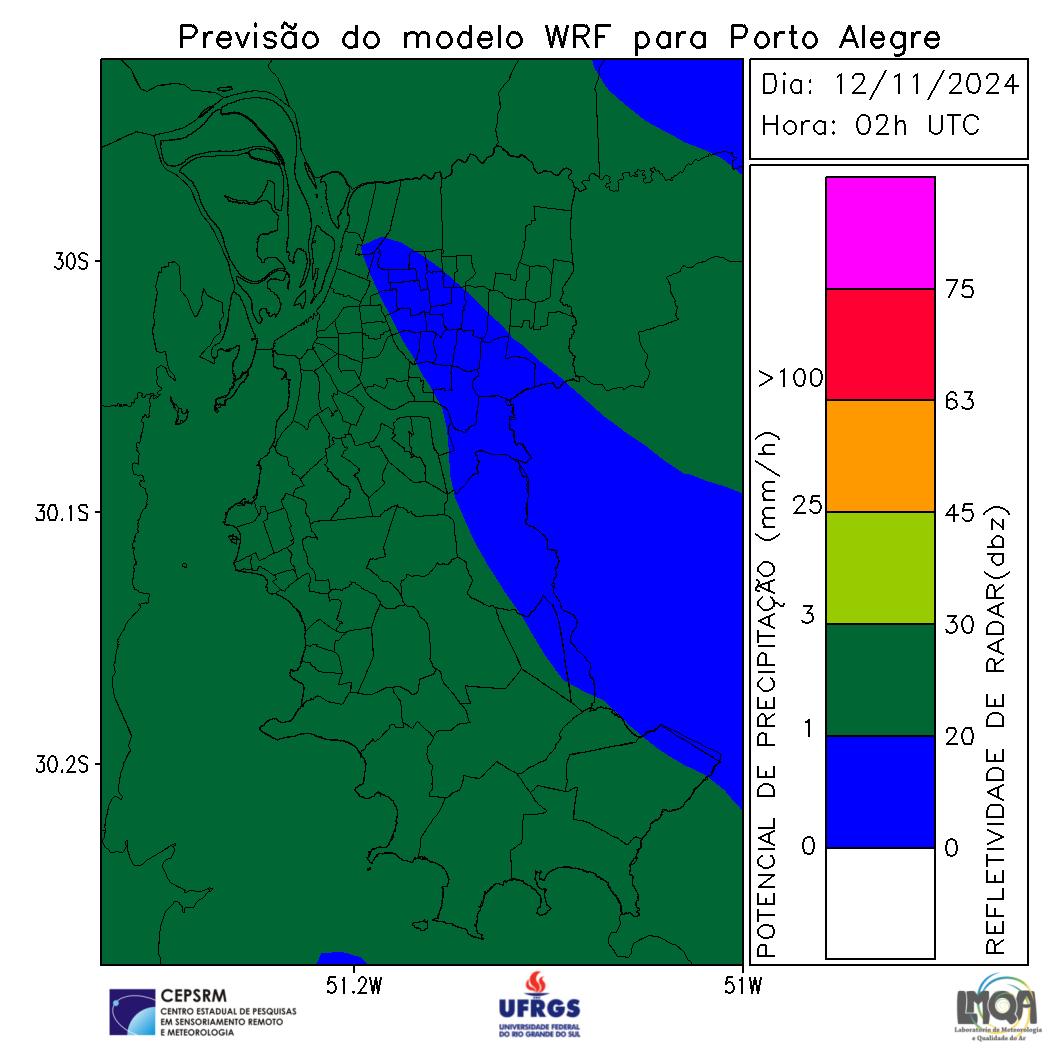 Previsão do modelo WRF para Porto Alegre
Dia: 12/11/2024
Hora: 02h UTC
30S
30.1S
30.2S
51.2W
51W
POTENCIAL DE PRECIPITAÇÃO (mm/h)
>100
25
3
1
0
75
63
45
30
20
0
REFLETIVIDADE DE RADAR(dbz)
CEPSRM
CENTRO ESTADUAL DE PESQUISAS
EM SENSORIAMENTO REMOTO
E METEOROLOGIA
UFRGS
UNIVERSIDADE FEDERAL
DO RIO GRANDE DO SUL
LMQA
Laboratório de Meteorologia
e Qualidade do Ar